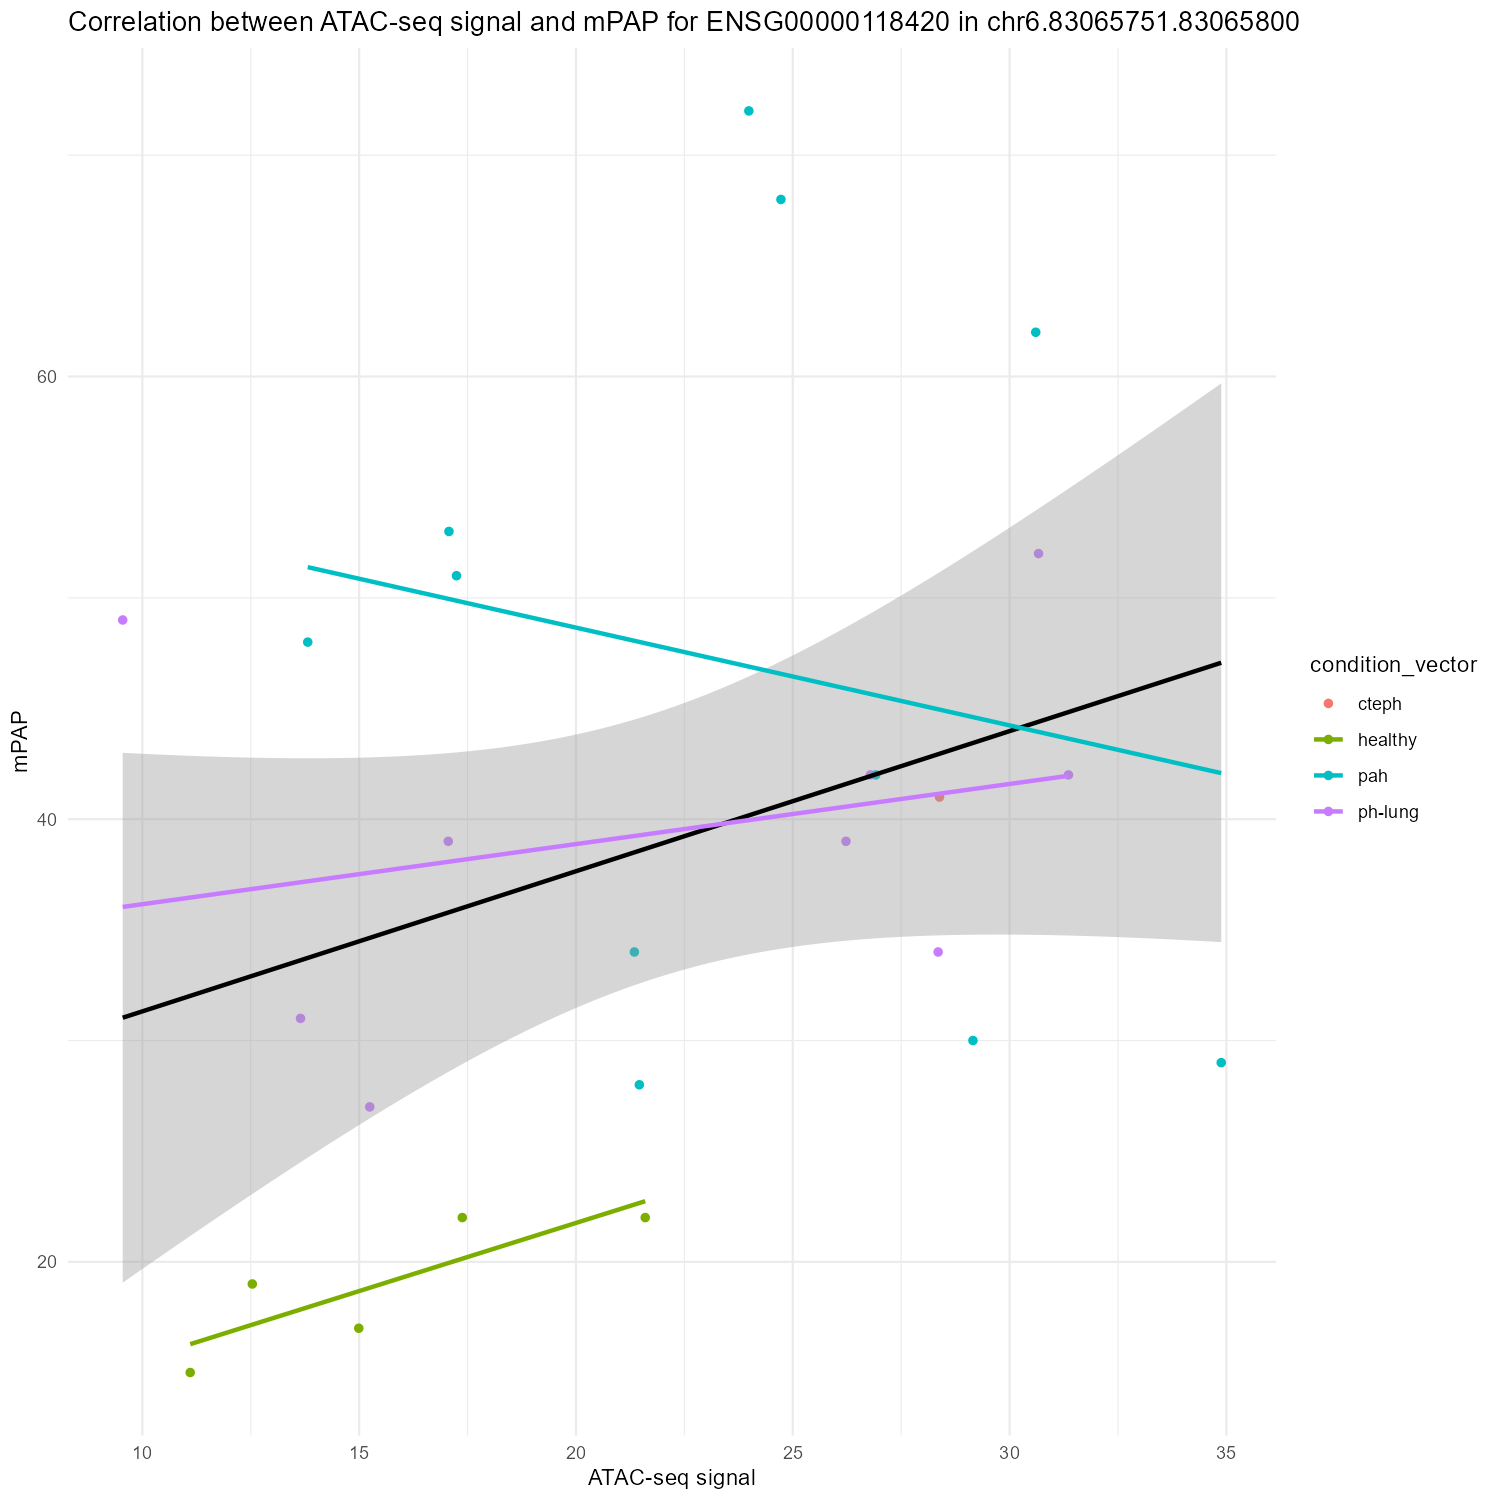 Correlation between ATAC-seq signal and mPAP for ENSG00000118420 in chr6.83065751.83065800
60
40
20
mPAP
10 15 20 25 30 35
ATAC-seq signal
condition_vector
cteph
healthy
pah
ph-lung